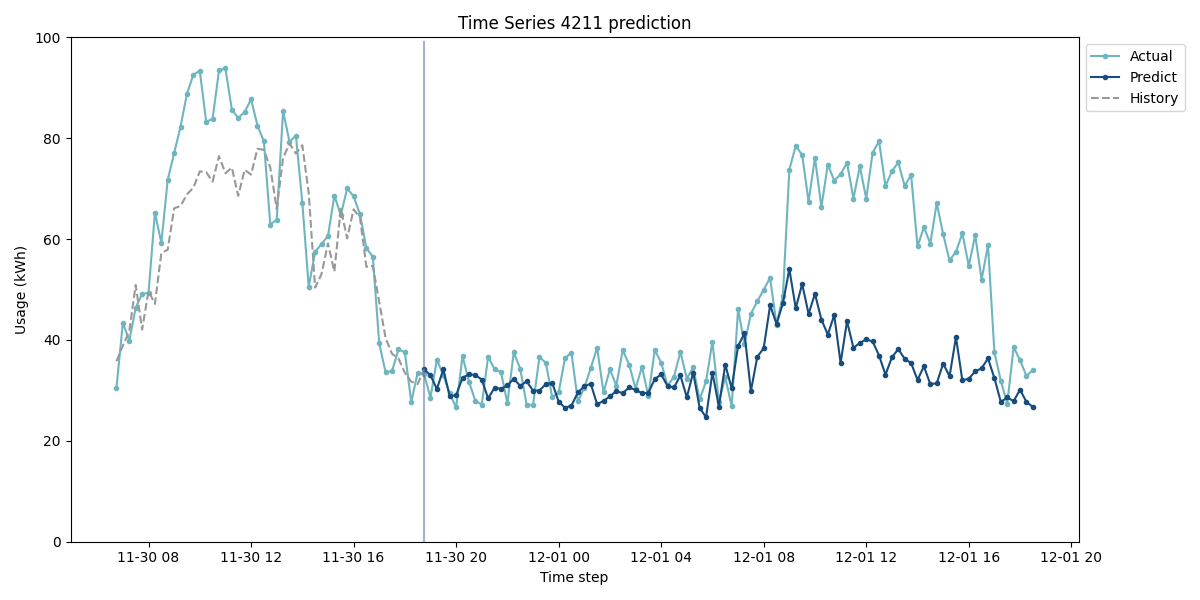 Time Series 4211 prediction
100
80
60
40
20
0
Usage (kWh)
11-30 08
11-30 12
11-30 16
11-30 20
12-01 00
12-01 04
12-01 08
12-01 12
12-01 16
12-01 20
Time step
Actual
Predict
History